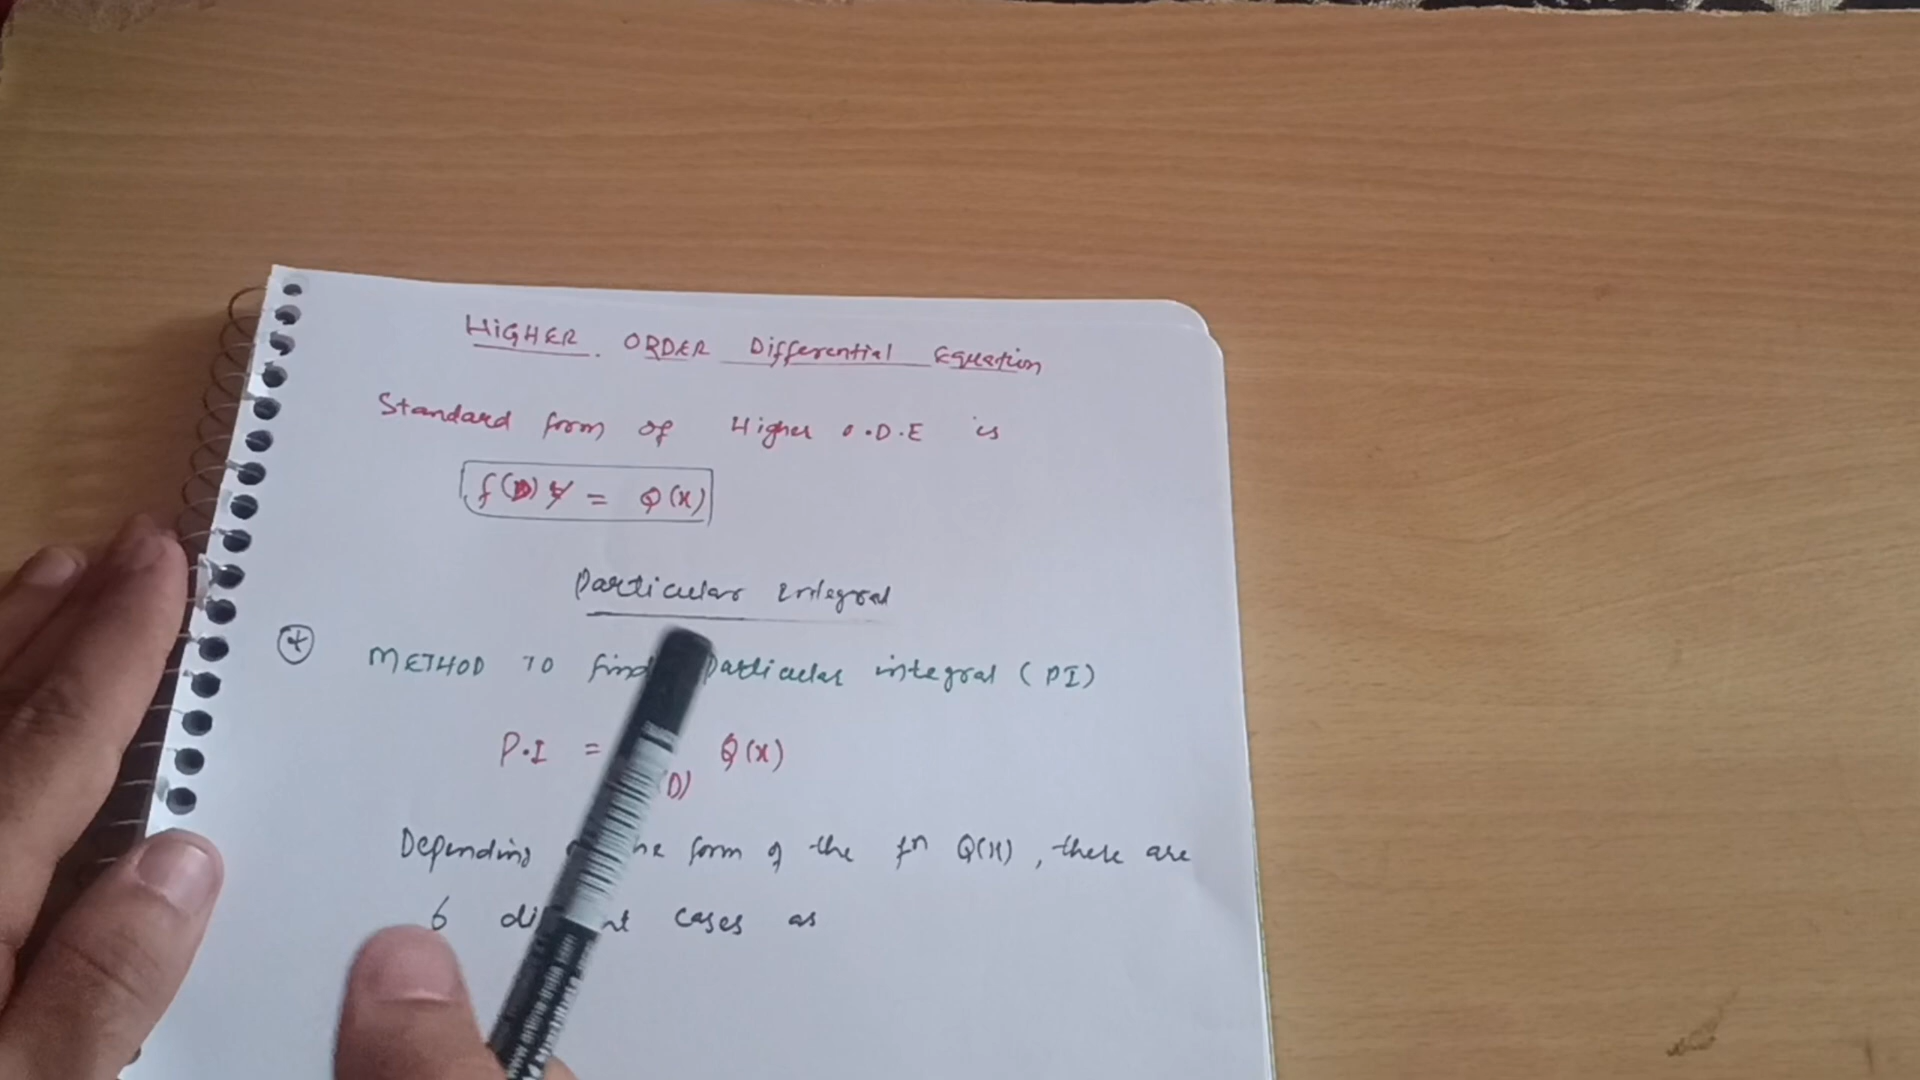 HiGHER ORDER Differential Equation
Standard form of Higher O.D.E is
f(D) y = Q(x)
Particular Integral
METHOD TO find particular integral (PI)
P.I = (D) Q(x)
Depending the form of the fn Q(x), there are
6 cases as